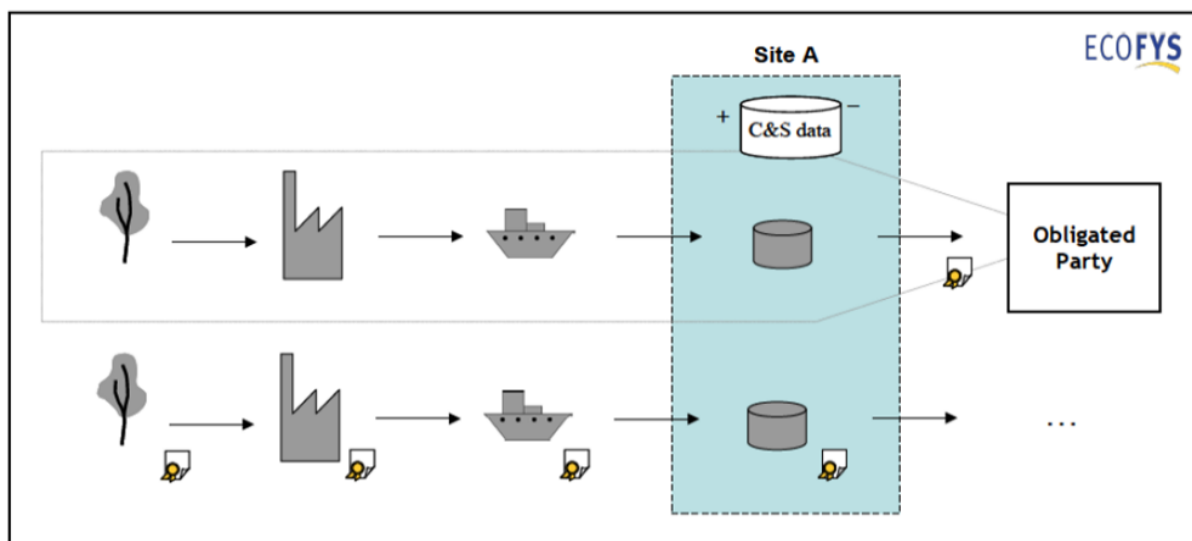 ECOFYS
Site A
+
–
C&S data
Obligated
Party
...